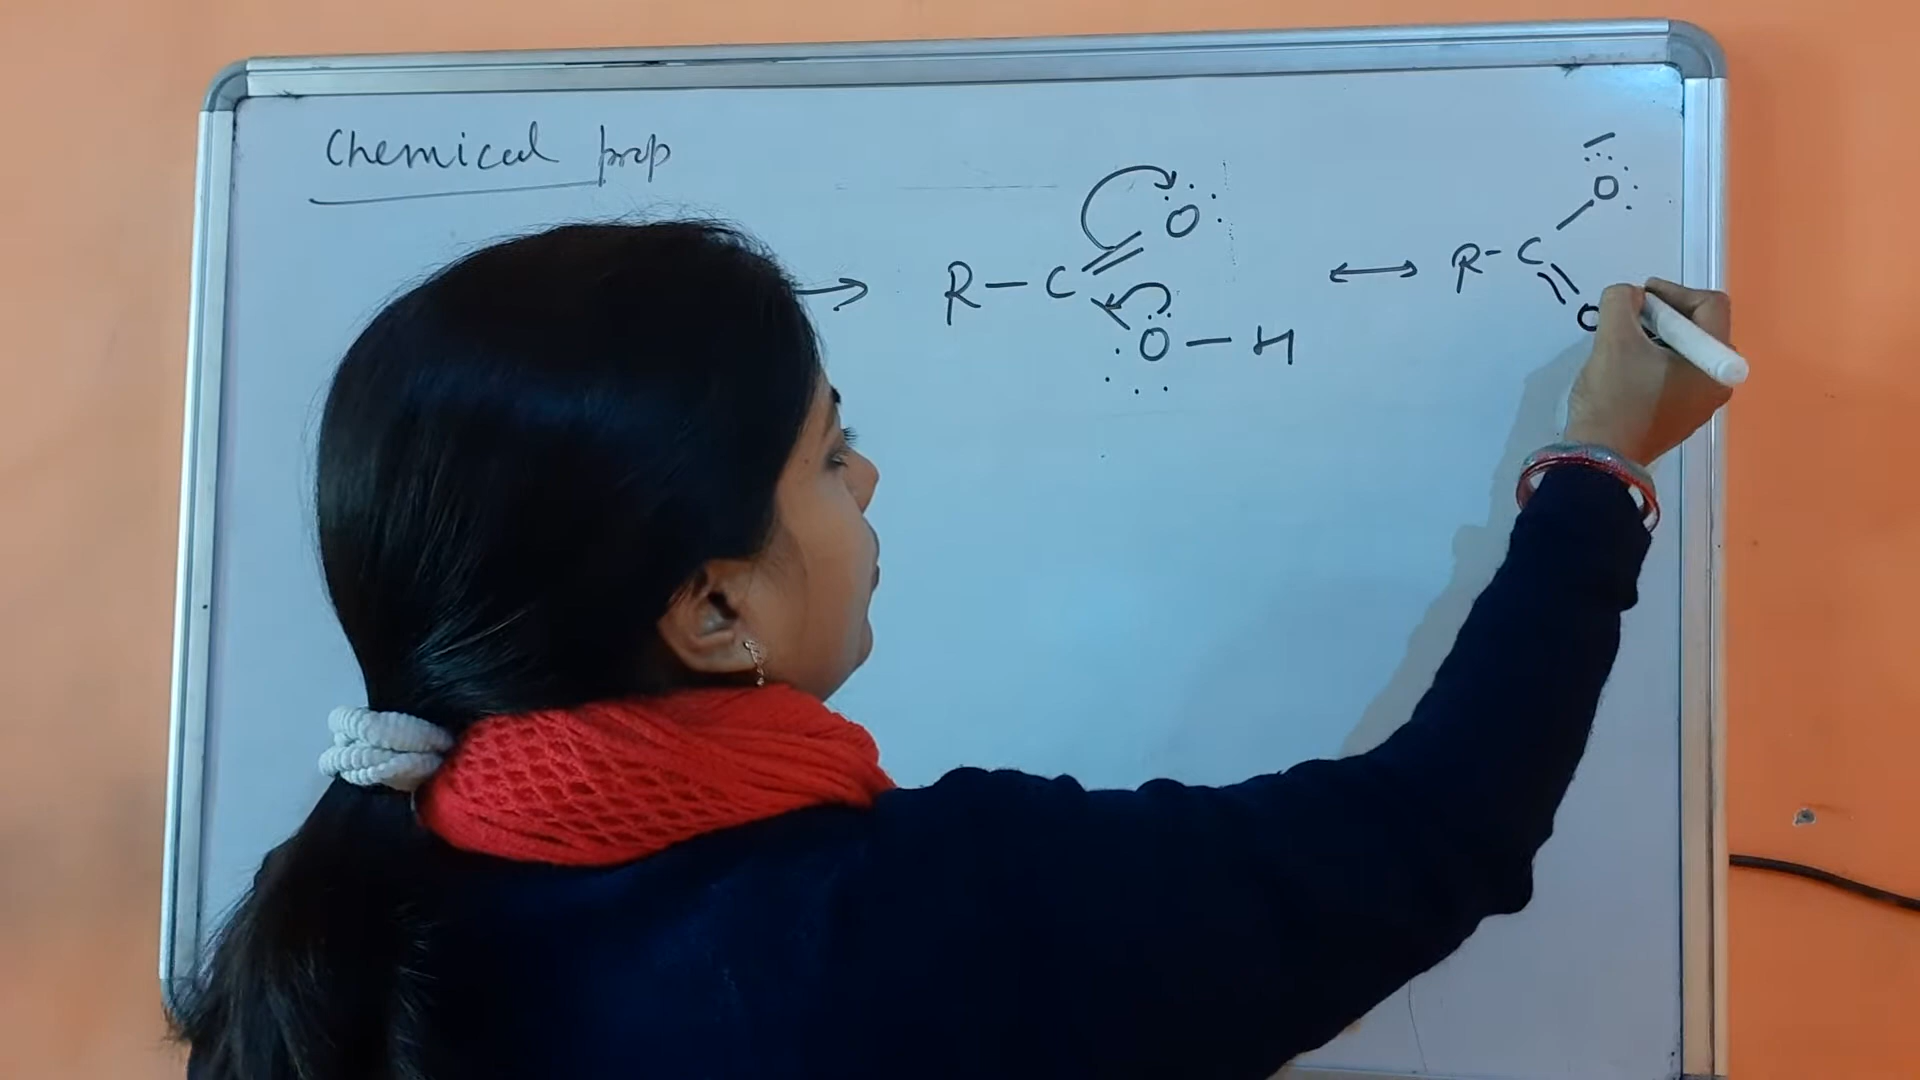 Chemical prop
→ R — C = O
O — H
↔ R - C - O
= O